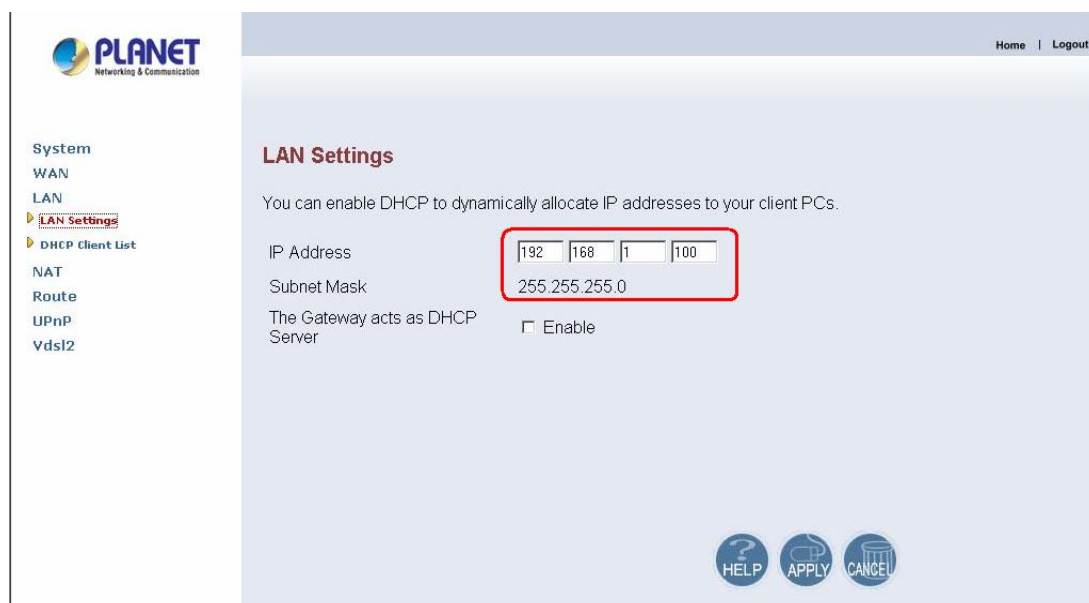 PLANET
Networking & Communication
Home | Logout
System
WAN
LAN
LAN Settings
DHCP Client List
NAT
Route
UPnP
Vdsl2
LAN Settings
You can enable DHCP to dynamically allocate IP addresses to your client PCs.
IP Address 192 168 1 100
Subnet Mask 255.255.255.0
The Gateway acts as DHCP
Server
Enable
HELP APPLY CANCEL